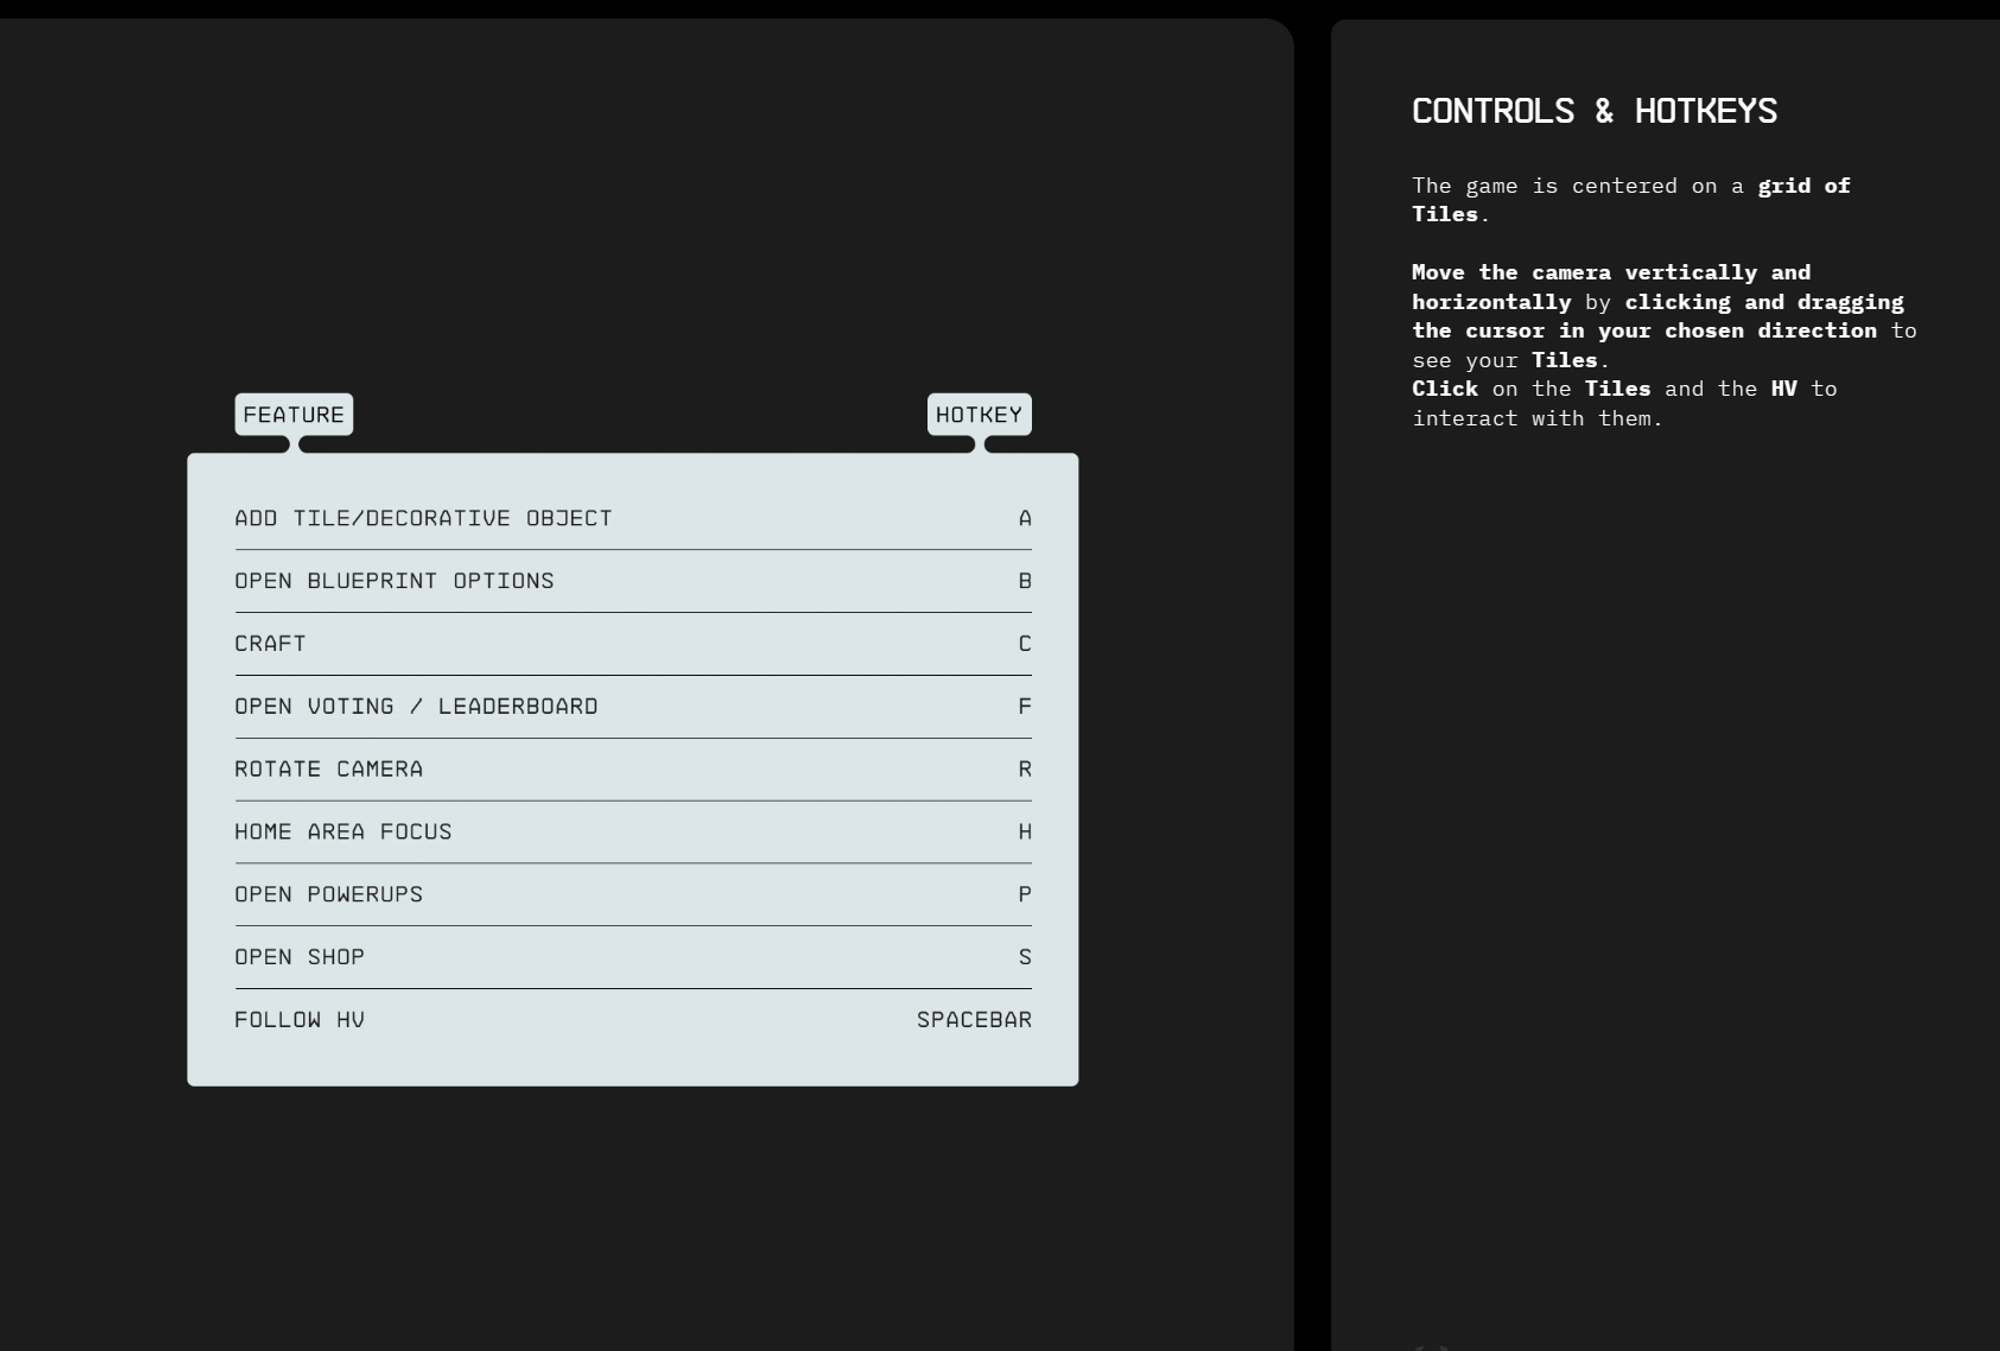 FEATURE HOTKEY
ADD TILE/DECORATIVE OBJECT A
OPEN BLUEPRINT OPTIONS B
CRAFT C
OPEN VOTING / LEADERBOARD F
ROTATE CAMERA R
HOME AREA FOCUS H
OPEN POWERUPS P
OPEN SHOP S
FOLLOW HV SPACEBAR
CONTROLS & HOTKEYS
The game is centered on a grid of
Tiles.
Move the camera vertically and
horizontally by clicking and dragging
the cursor in your chosen direction to
see your Tiles.
Click on the Tiles and the HV to
interact with them.